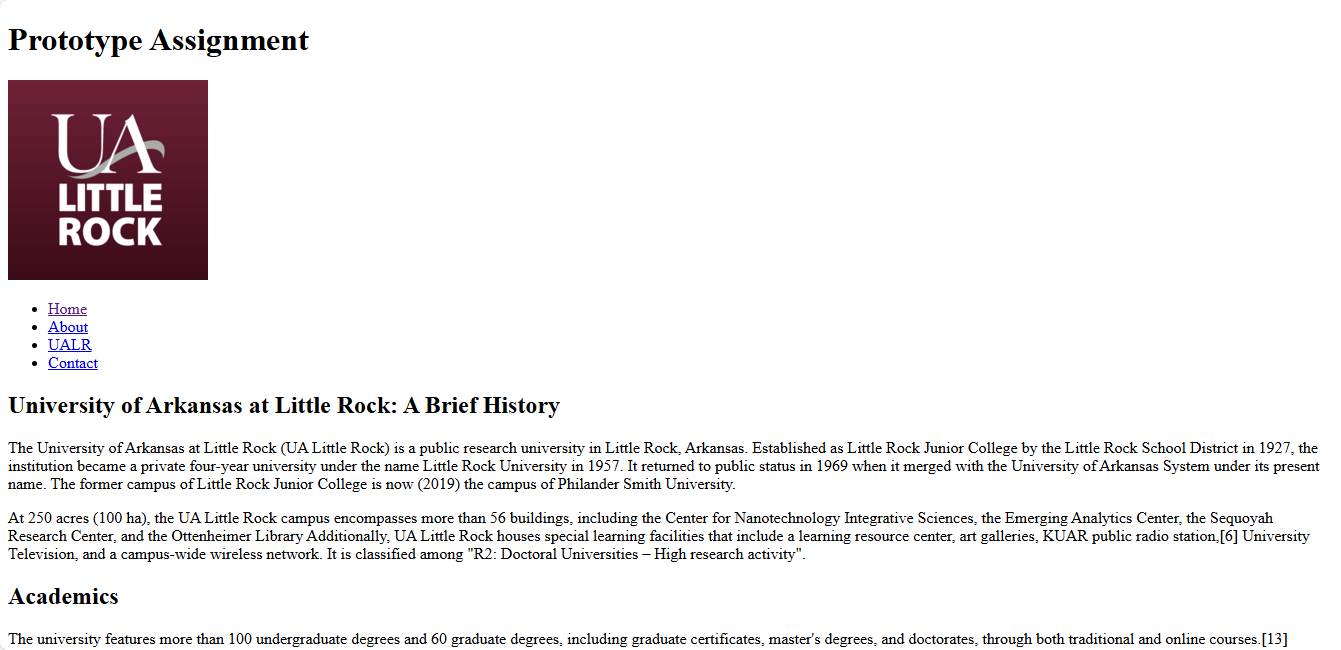 Prototype Assignment
UA
LITTLE
ROCK
Home
About
UALR
Contact
University of Arkansas at Little Rock: A Brief History
The University of Arkansas at Little Rock (UA Little Rock) is a public research university in Little Rock, Arkansas. Established as Little Rock Junior College by the Little Rock School District in 1927, the
institution became a private four-year university under the name Little Rock University in 1957. It returned to public status in 1969 when it merged with the University of Arkansas System under its present
name. The former campus of Little Rock Junior College is now (2019) the campus of Philander Smith University.
At 250 acres (100 ha), the UA Little Rock campus encompasses more than 56 buildings, including the Center for Nanotechnology Integrative Sciences, the Emerging Analytics Center, the Sequoyah
Research Center, and the Ottenheimer Library Additionally, UA Little Rock houses special learning facilities that include a learning resource center, art galleries, KUAR public radio station,[6] University
Television, and a campus-wide wireless network. It is classified among "R2: Doctoral Universities – High research activity".
Academics
The university features more than 100 undergraduate degrees and 60 graduate degrees, including graduate certificates, master's degrees, and doctorates, through both traditional and online courses.[13]